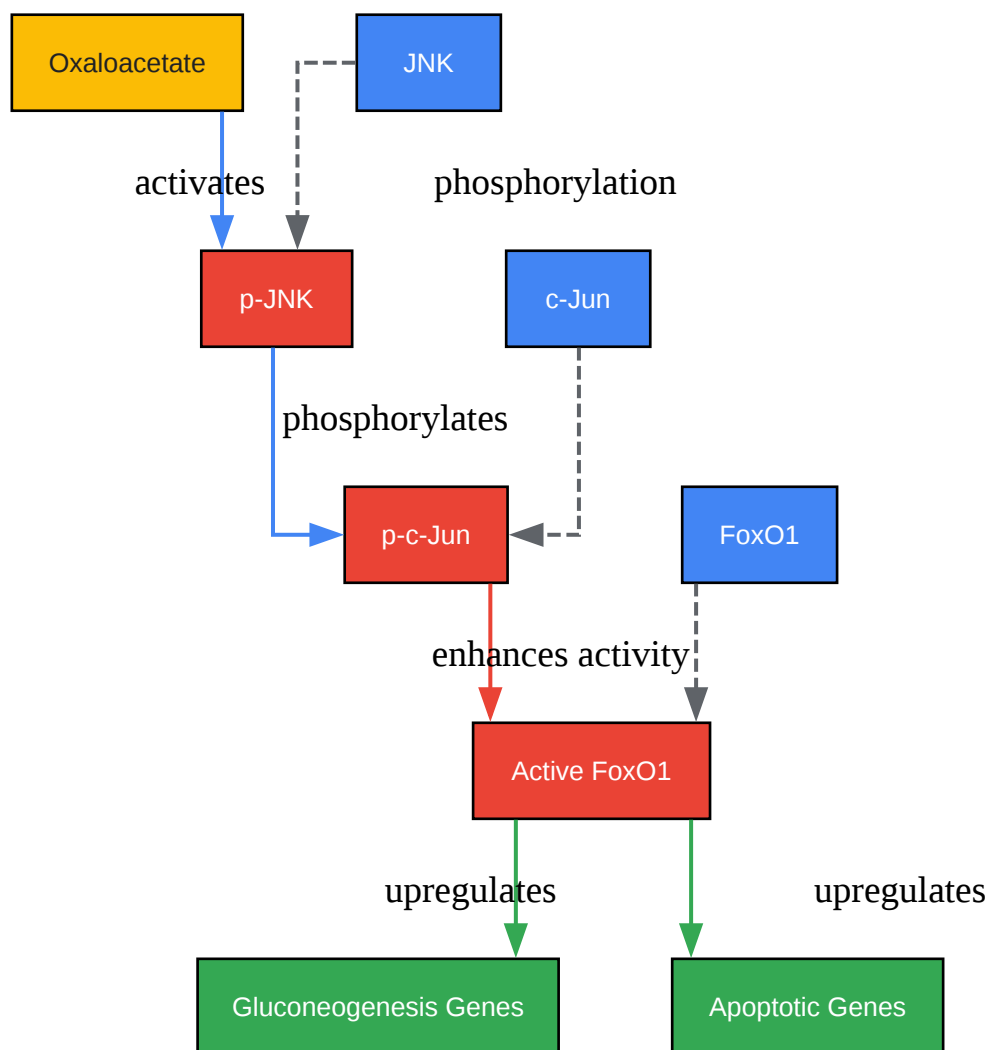 Oxaloacetate
JNK
activates
phosphorylation
p-JNK
c-Jun
phosphorylates
p-c-Jun
FoxO1
enhances activity
Active FoxO1
upregulates
upregulates
Gluconeogenesis Genes
Apoptotic Genes